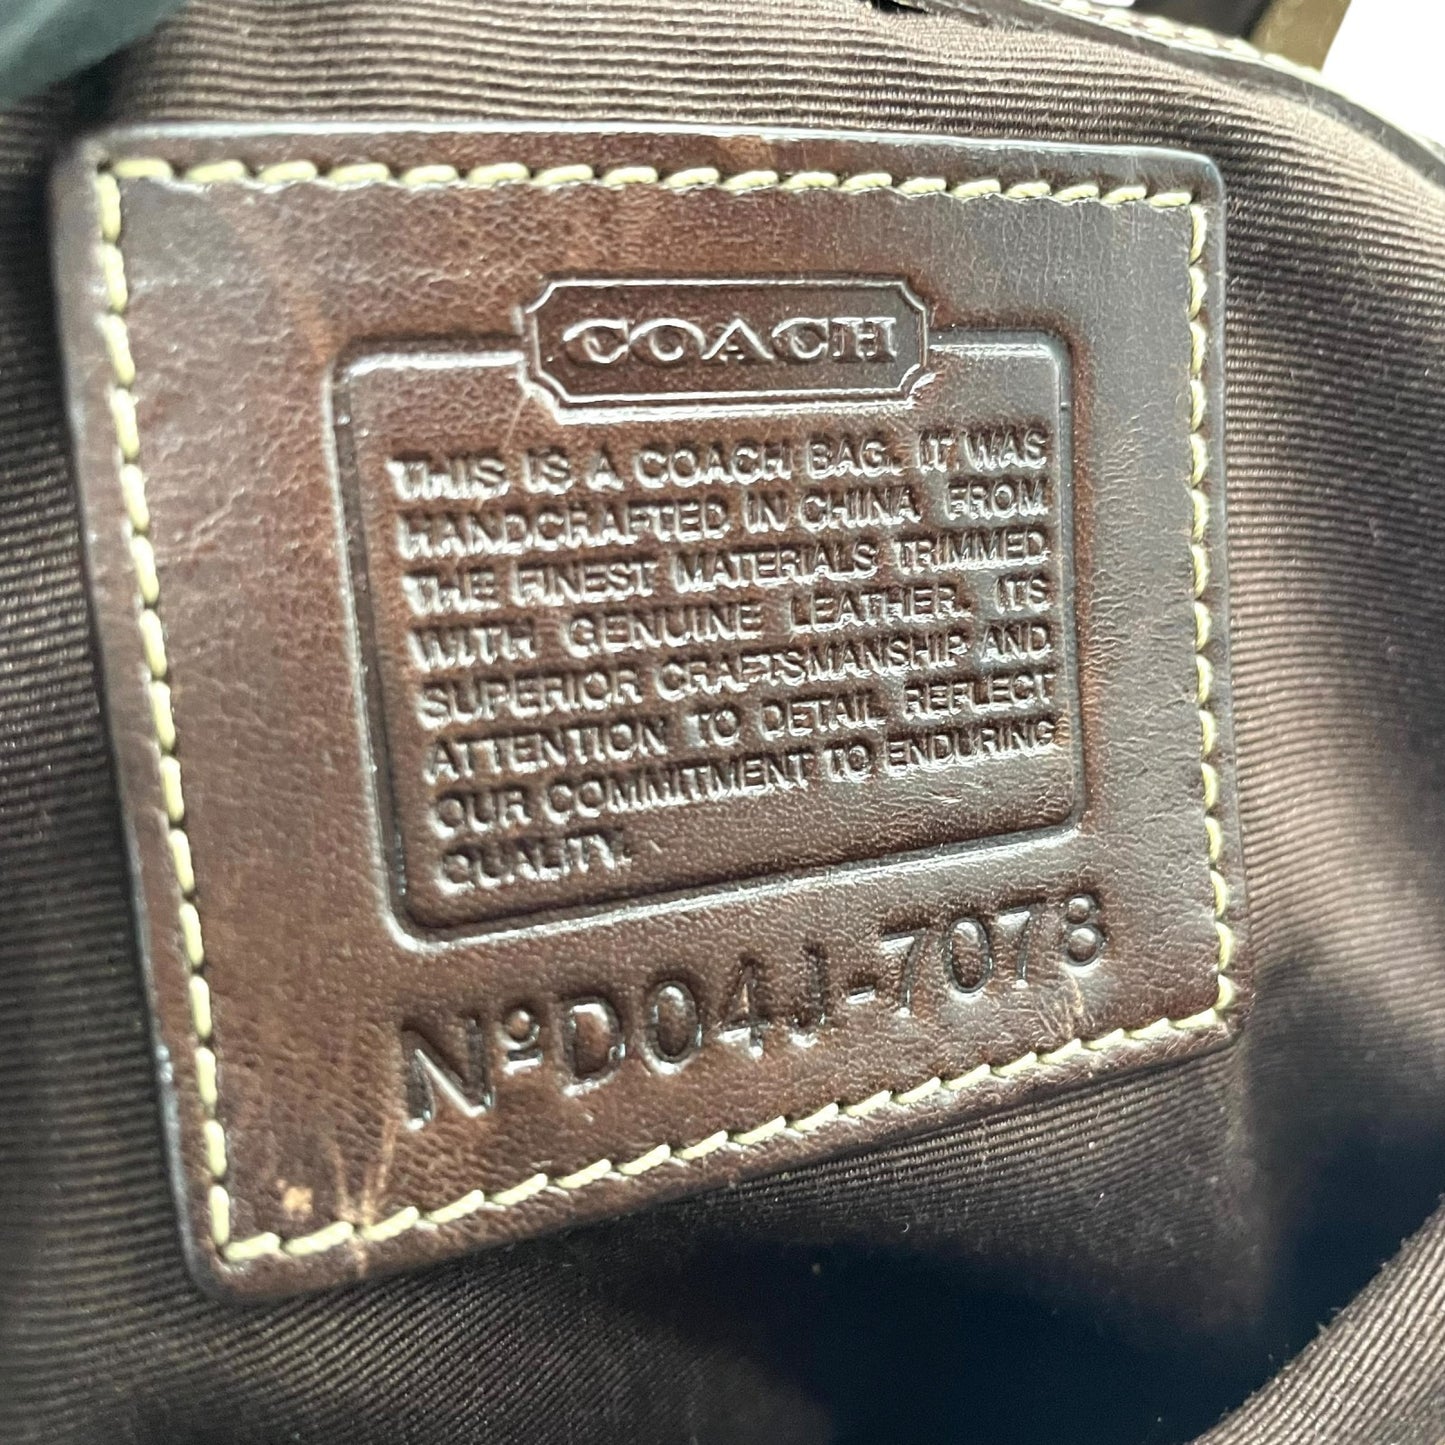 COACH
THIS IS A COACH BAG. IT WAS
HANDCRAFTED IN CHINA FROM
THE FINEST MATERIALS TRIMMED
WITH GENUINE LEATHER. ITS
SUPERIOR CRAFTSMANSHIP AND
ATTENTION TO DETAIL REFLECT
OUR COMMITMENT TO ENDURING
QUALITY.
Nº D04J-7078